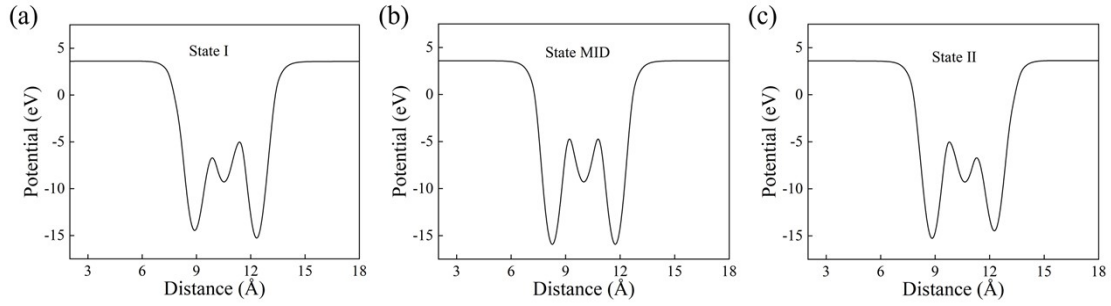 (a)
State I
Potential (eV)
5
0
-5
-10
-15
3 6 9 12 15 18
Distance (Å)
(b)
State MID
Potential (eV)
5
0
-5
-10
-15
3 6 9 12 15 18
Distance (Å)
(c)
State II
Potential (eV)
5
0
-5
-10
-15
3 6 9 12 15 18
Distance (Å)